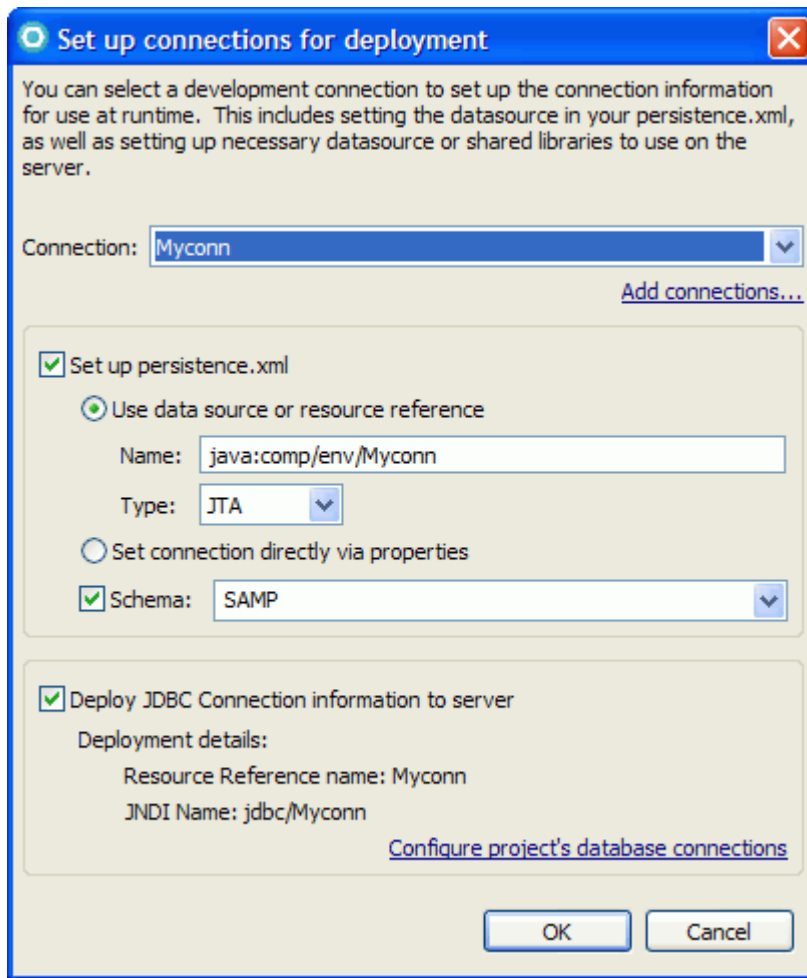 Set up connections for deployment
You can select a development connection to set up the connection information
for use at runtime.  This includes setting the datasource in your persistence.xml,
as well as setting up necessary datasource or shared libraries to use on the
server.
Connection: Myconn
Add connections...
Set up persistence.xml
Use data source or resource reference
Name: java:comp/env/Myconn
Type: JTA
Set connection directly via properties
Schema: SAMP
Deploy JDBC Connection information to server
Deployment details:
Resource Reference name: Myconn
JNDI Name: jdbc/Myconn
Configure project's database connections
OK Cancel